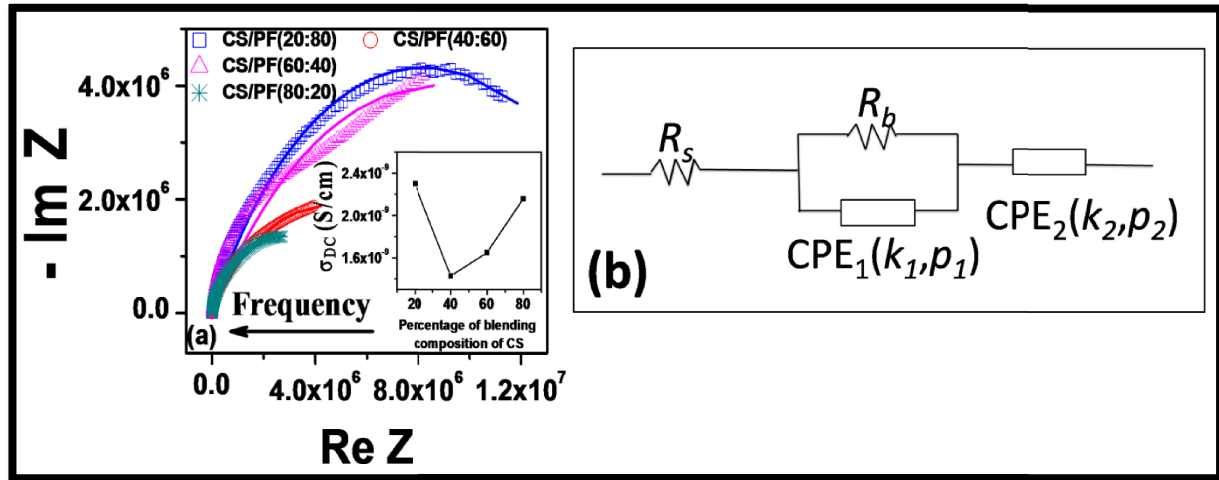 CS/PF(20:80) CS/PF(40:60)
CS/PF(60:40)
CS/PF(80:20)
4.0x10⁶
2.0x10⁶
0.0
- Im Z
σDC (S/cm)
2.4x10⁻⁹
2.0x10⁻⁹
1.6x10⁻⁹
20 40 60 80
Percentage of blending
composition of CS
Frequency
(a)
0.0 4.0x10⁶ 8.0x10⁶ 1.2x10⁷
Re Z
Rₛ
R_b
CPE₁(k₁,p₁)
CPE₂(k₂,p₂)
(b)